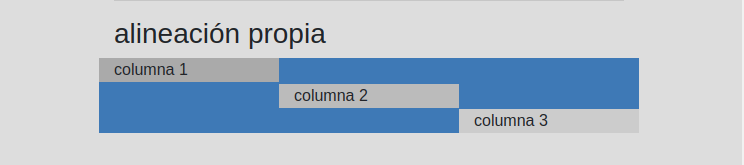 alineación propia
columna 1
columna 2
columna 3